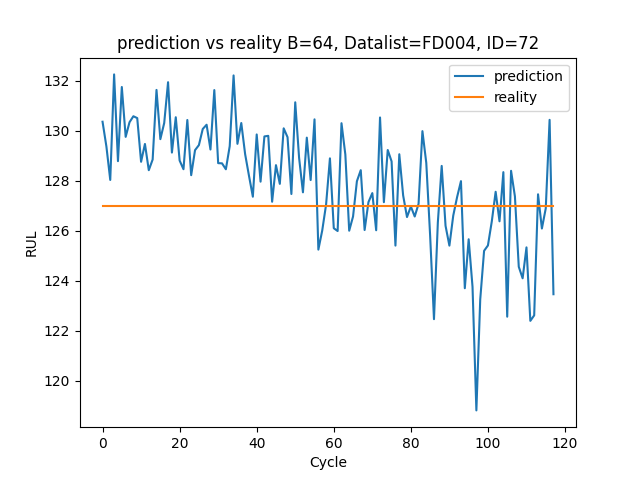 prediction vs reality B=64, Datalist=FD004, ID=72
prediction
reality
RUL
132
130
128
126
124
122
120
0 20 40 60 80 100 120
Cycle